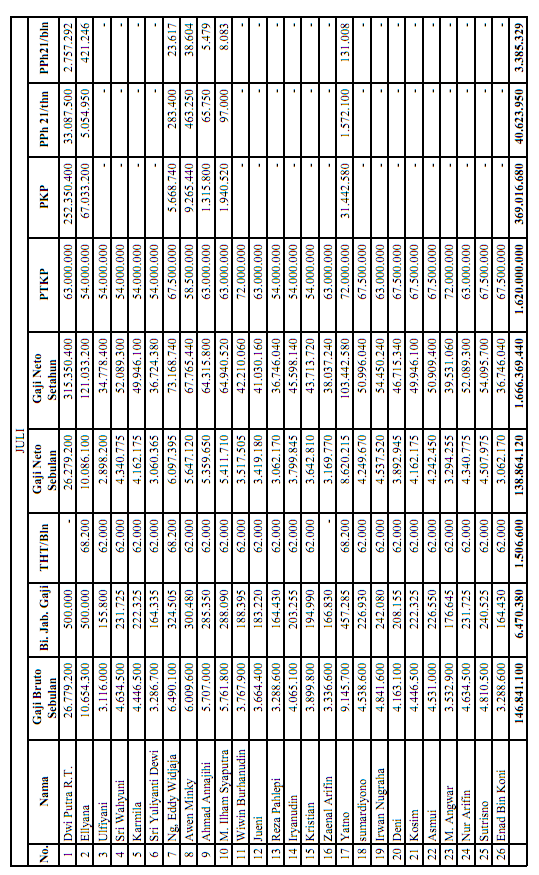 JULI
No. Nama Gaji Bruto Sebulan Bi. Jab. Gaji THT/Bln Gaji Neto Sebulan Gaji Neto Setahun PTKP PKP PPh 21/thn PPh21/bln
1 Dwi Putra R.T. 26.779.200 500.000 - 26.279.200 315.350.400 63.000.000 252.350.400 33.087.500 2.757.292
2 Ellyana 10.654.300 500.000 68.200 10.086.100 121.033.200 54.000.000 67.033.200 5.054.950 421.246
3 Ulfiyani 3.116.000 155.800 62.000 2.898.200 34.778.400 54.000.000 - -
4 Sri Wahyuni 4.634.500 231.725 62.000 4.340.775 52.089.300 54.000.000 - -
5 Karmila 4.446.500 222.325 62.000 4.162.175 49.946.100 54.000.000 - -
6 Sri Yuliyanti Dewi 3.286.700 164.335 62.000 3.060.365 36.724.380 54.000.000 - -
7 Ng, Eddy Widjaja 6.490.100 324.505 68.200 6.097.395 73.168.740 67.500.000 5.668.740 283.400 23.617
8 Awen Minky 6.009.600 300.480 62.000 5.647.120 67.765.440 58.500.000 9.265.440 463.250 38.604
9 Ahmad Annajihi 5.707.000 285.350 62.000 5.359.650 64.315.800 63.000.000 1.315.800 65.750 5.479
10 M. Ilham Syaputra 5.761.800 288.090 62.000 5.411.710 64.940.520 63.000.000 1.940.520 97.000 8.083
11 Wiwin Burhanudin 3.767.900 188.395 62.000 3.517.505 42.210.060 72.000.000 - -
12 Jueni 3.664.400 183.220 62.000 3.419.180 41.030.160 63.000.000 - -
13 Reza Pahlepi 3.288.600 164.430 62.000 3.062.170 36.746.040 54.000.000 - -
14 Iryanudin 4.065.100 203.255 62.000 3.799.845 45.598.140 54.000.000 - -
15 Kristian 3.899.800 194.990 62.000 3.642.810 43.713.720 54.000.000 - -
16 Zaenal Arifin 3.336.600 166.830 - 3.169.770 38.037.240 63.000.000 - -
17 Yamo 9.145.700 457.285 68.200 8.620.215 103.442.580 72.000.000 31.442.580 1.572.100 131.008
18 sumardiyono 4.538.600 226.930 62.000 4.249.670 50.996.040 67.500.000 - -
19 Irwan Nugraha 4.841.600 242.080 62.000 4.537.520 54.450.240 63.000.000 - -
20 Deni 4.163.100 208.155 62.000 3.892.945 46.715.340 67.500.000 - -
21 Kosim 4.446.500 222.325 62.000 4.162.175 49.946.100 67.500.000 - -
22 Asmui 4.531.000 226.550 62.000 4.242.450 50.909.400 67.500.000 - -
23 M. Angwar 3.532.900 176.645 62.000 3.294.255 39.531.060 72.000.000 - -
24 Nur Arifin 4.634.500 231.725 62.000 4.340.775 52.089.300 63.000.000 - -
25 Sutrisno 4.810.500 240.525 62.000 4.507.975 54.095.700 67.500.000 - -
26 Enad Bin Koni 3.288.600 164.430 62.000 3.062.170 36.746.040 67.500.000 - -
146.841.100 6.470.380 1.506.600 138.864.120 1.666.369.440 1.620.000.000 369.016.680 40.623.950 3.385.329